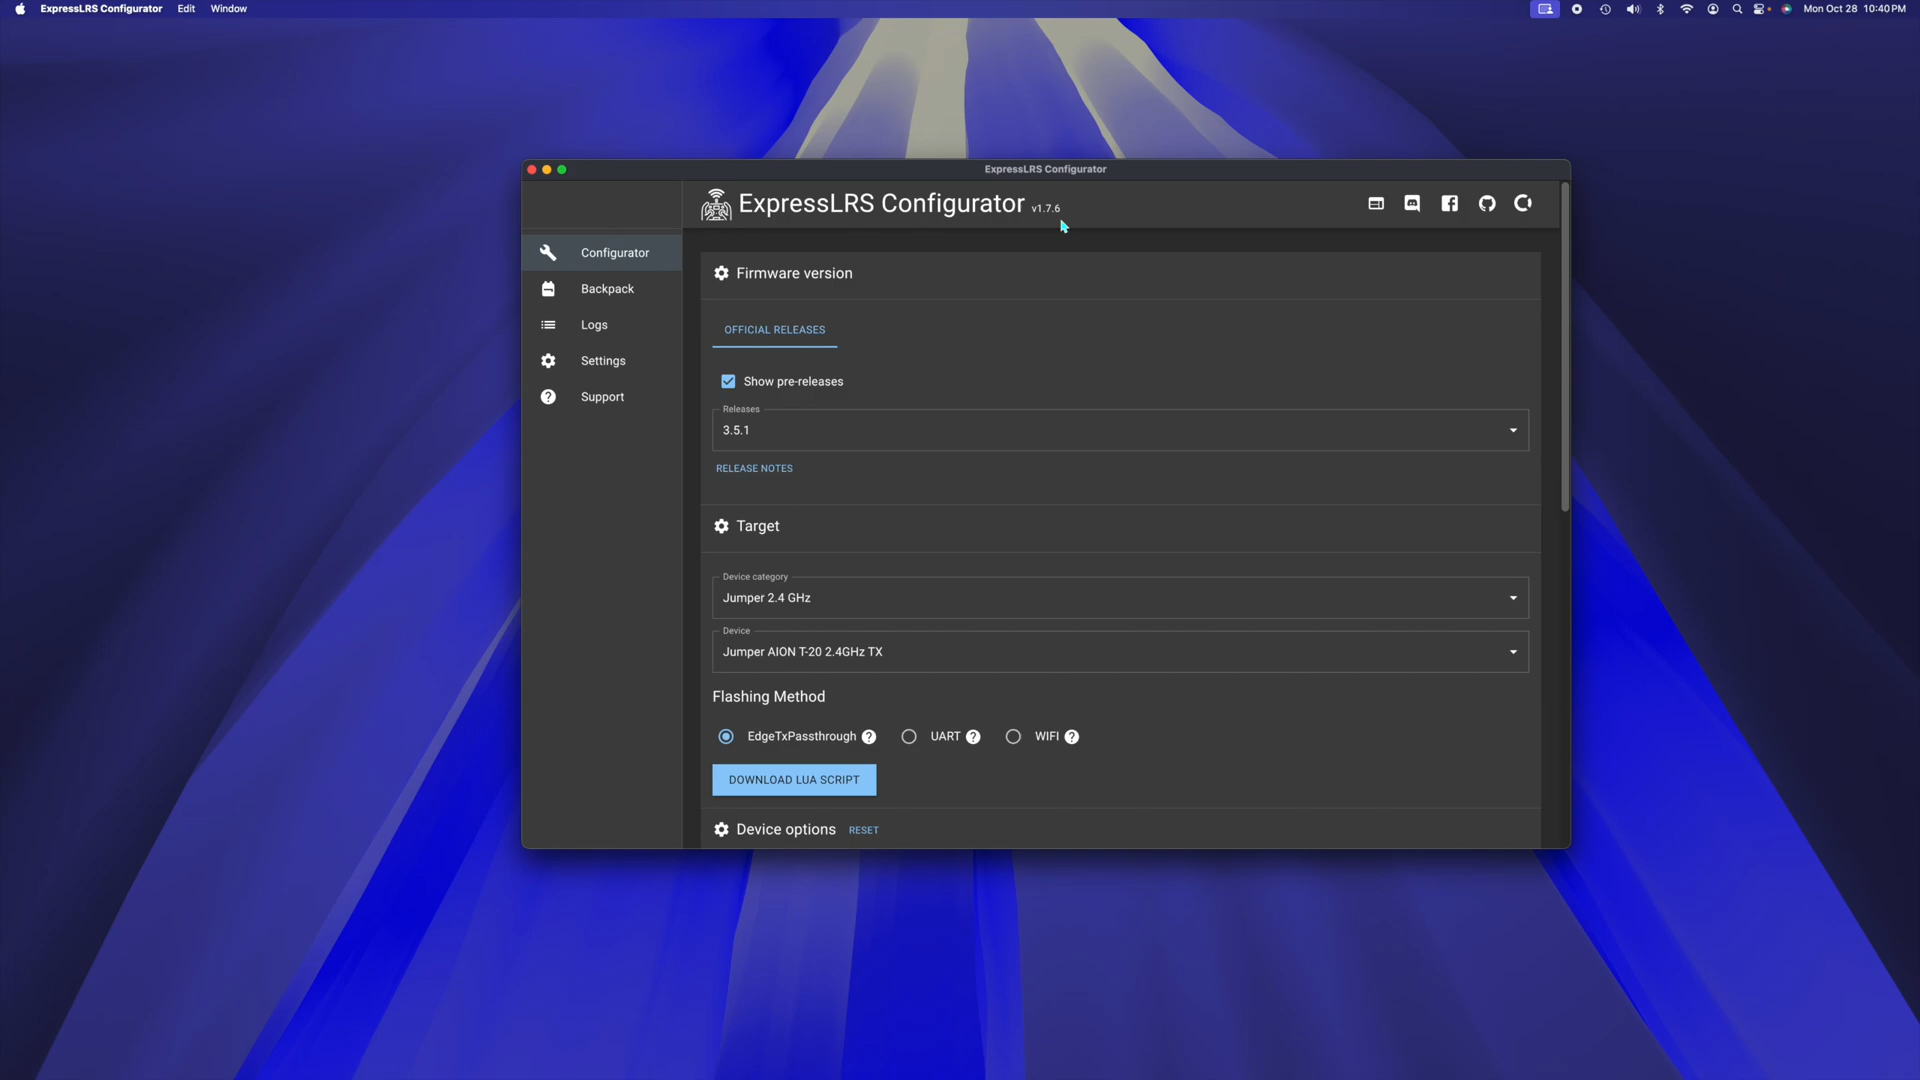 ExpressLRS Configurator Edit Window Mon Oct 28 10:40 PM
ExpressLRS Configurator
ExpressLRS Configurator v1.7.6
Configurator
Backpack
Logs
Settings
Support
Firmware version
OFFICIAL RELEASES
Show pre-releases
Releases
3.5.1
RELEASE NOTES
Target
Device category
Jumper 2.4 GHz
Device
Jumper AION T-20 2.4GHz TX
Flashing Method
EdgeTxPassthrough ? UART ? WIFI ?
DOWNLOAD LUA SCRIPT
Device options RESET